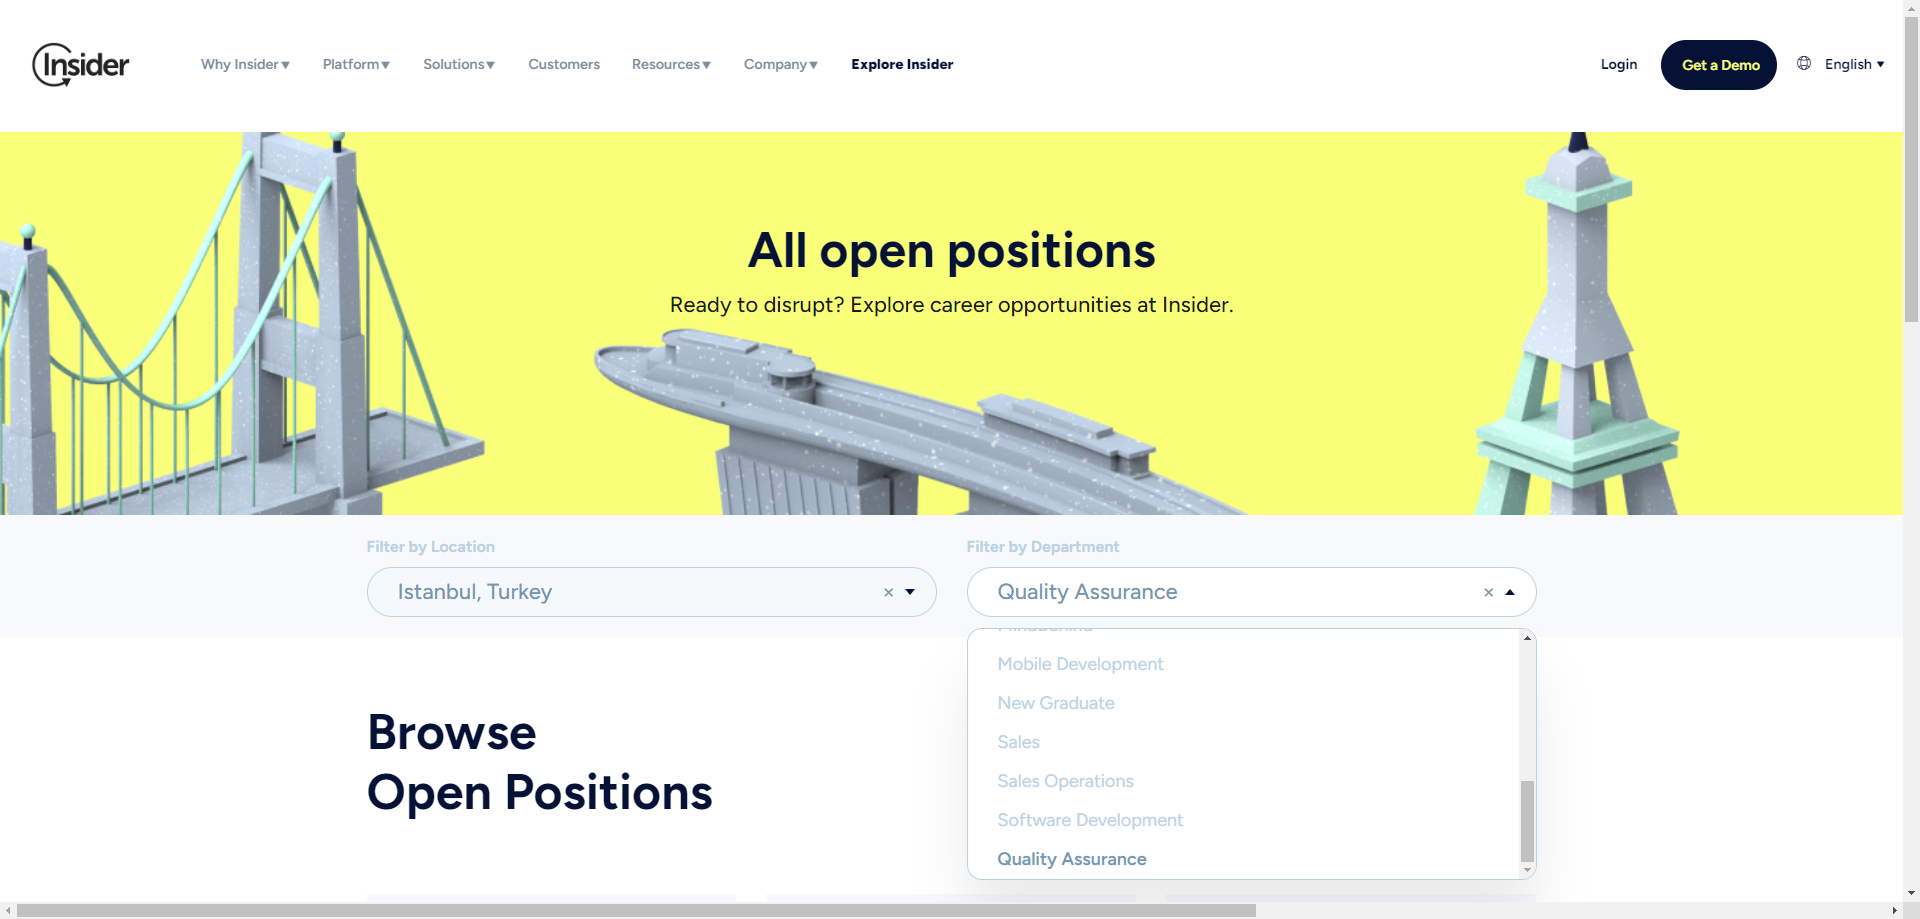 Insider
Why Insider
Platform
Solutions
Customers
Resources
Company
Explore Insider
Login
Get a Demo
English
All open positions
Ready to disrupt? Explore career opportunities at Insider.
Filter by Location
Filter by Department
Istanbul, Turkey ×
Quality Assurance ×
Mobile Development
New Graduate
Sales
Sales Operations
Software Development
Quality Assurance
Browse
Open Positions